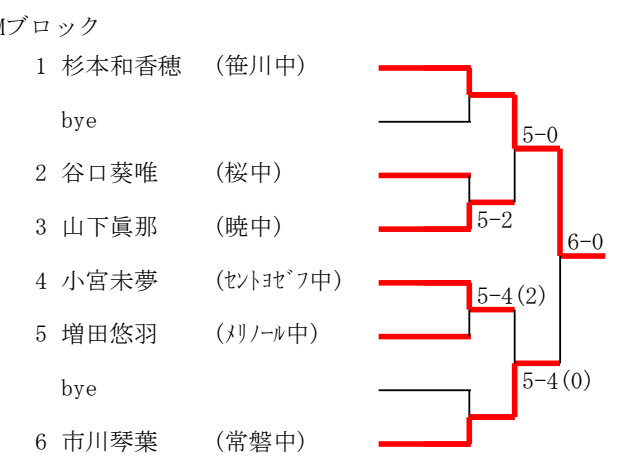 Mブロック
1 杉本和香穂 (笹川中)
bye
5-0
2 谷口葵唯 (桜中)
3 山下眞那 (暁中)
5-2
6-0
4 小宮未夢 (セントヨゼフ中)
5-4(2)
5 増田悠羽 (メリノール中)
bye
5-4(0)
6 市川琴葉 (常磐中)